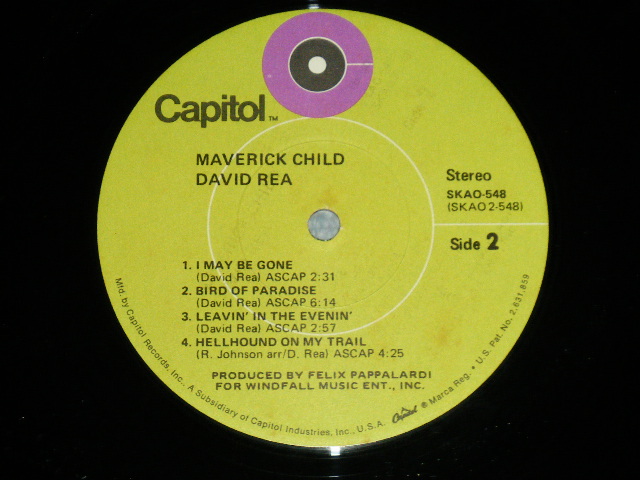 Capitol TM
MAVERICK CHILD
DAVID REA
Stereo
SKAO-548
(SKAO 2-548)
Side 2
1. I MAY BE GONE
(David Rea) ASCAP 2:31
2. BIRD OF PARADISE
(David Rea) ASCAP 6:14
3. LEAVIN' IN THE EVENIN'
(David Rea) ASCAP 2:57
4. HELLHOUND ON MY TRAIL
(R. Johnson arr/D. Rea) ASCAP 4:25
PRODUCED BY FELIX PAPPALARDI
FOR WINDFALL MUSIC ENT., INC.
Mfd. by Capitol Records, Inc., A Subsidiary of Capitol Industries, Inc., U.S.A. Capitol ® Marca Reg. • U.S. Pat. No. 2,631,859